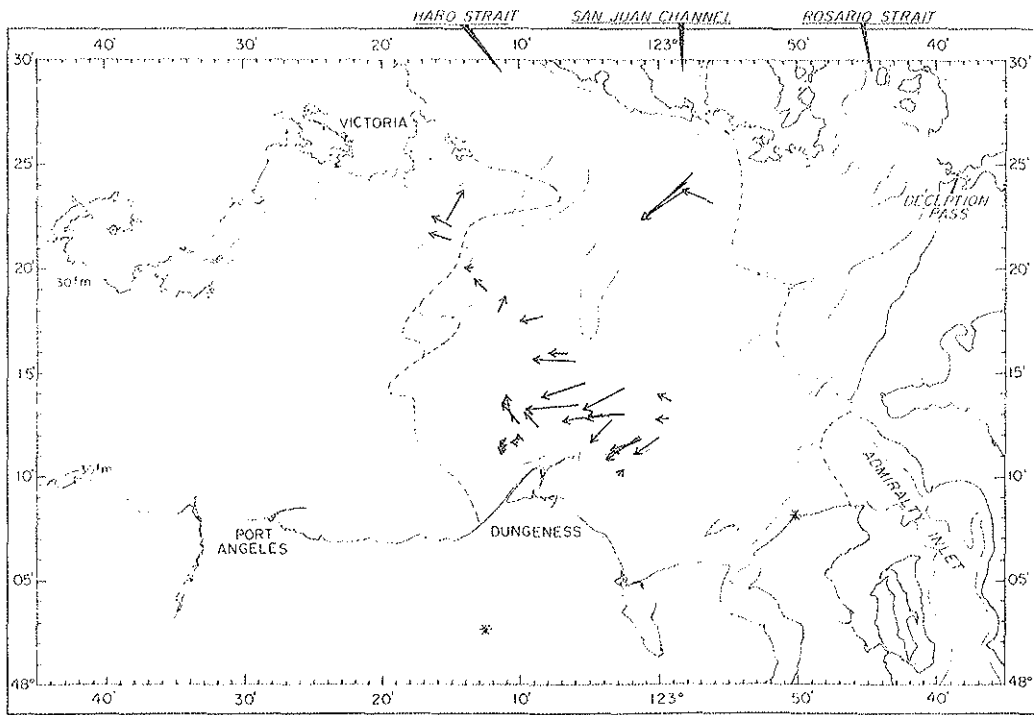 HARO STRAIT SAN JUAN CHANNEL ROSARIO STRAIT
40' 30' 20' 10' 123° 50' 40'
30' 30'
VICTORIA
25' 25'
DECEPTION
PASS
20' 20'
30fm
15' 15'
10' 10'
ADMIRALTY INLET
PORT
ANGELES
DUNGENESS
05' 05'
48° 48°
40' 30' 20' 10' 123° 50' 40'